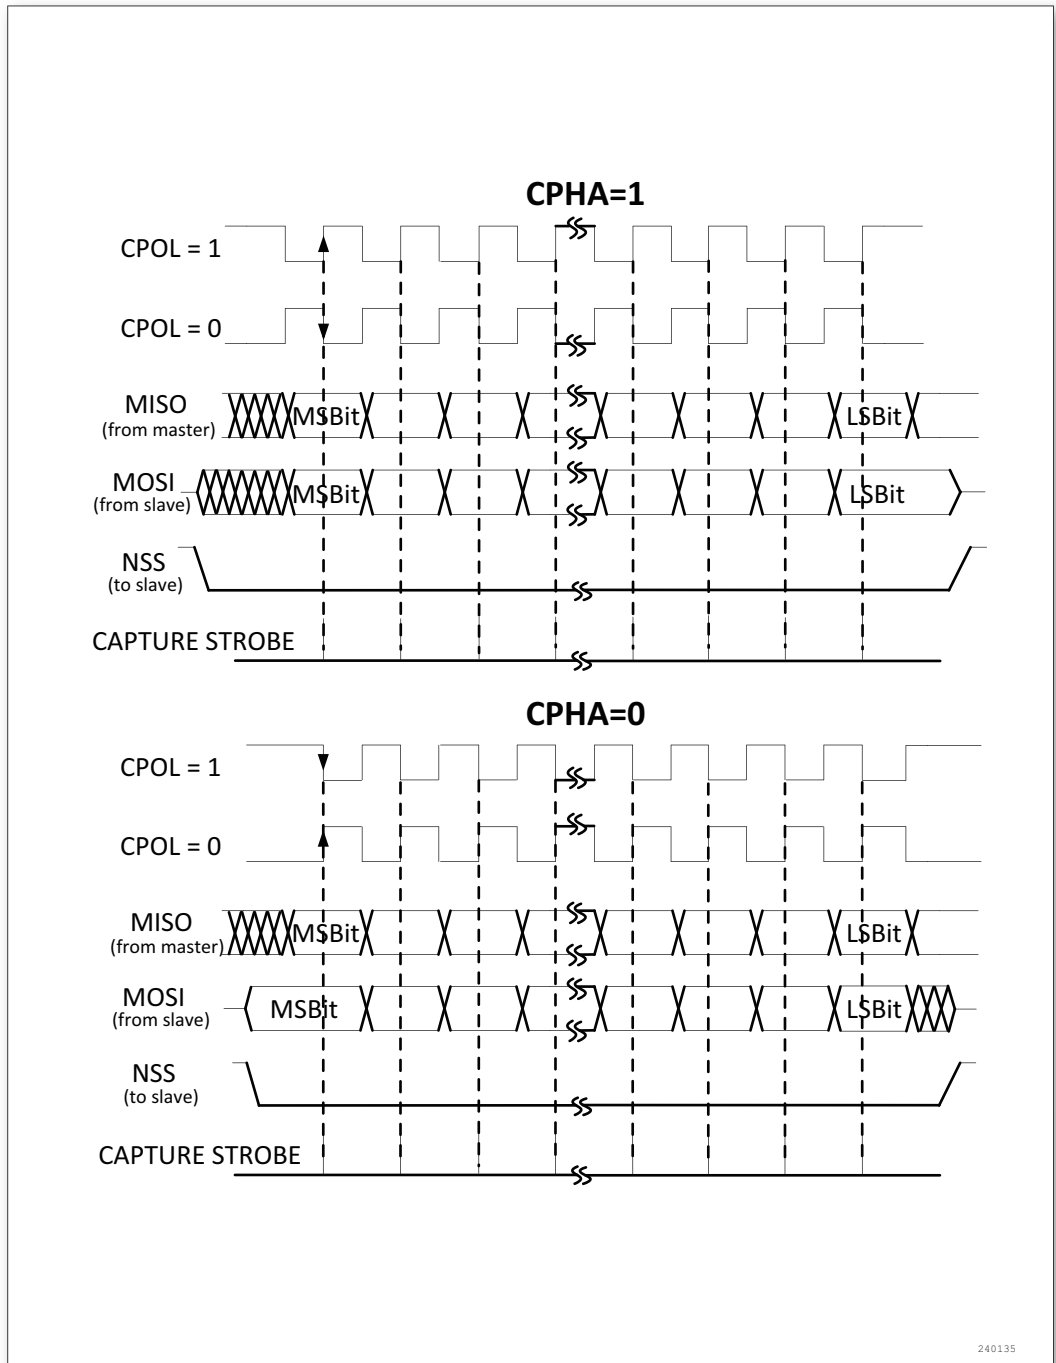 CPHA=1
CPOL = 1
CPOL = 0
MISO
(from master)
MSBit
LSBit
MOSI
(from slave)
MSBit
LSBit
NSS
(to slave)
CAPTURE STROBE
CPHA=0
CPOL = 1
CPOL = 0
MISO
(from master)
MSBit
LSBit
MOSI
(from slave)
MSBit
LSBit
NSS
(to slave)
CAPTURE STROBE
240135